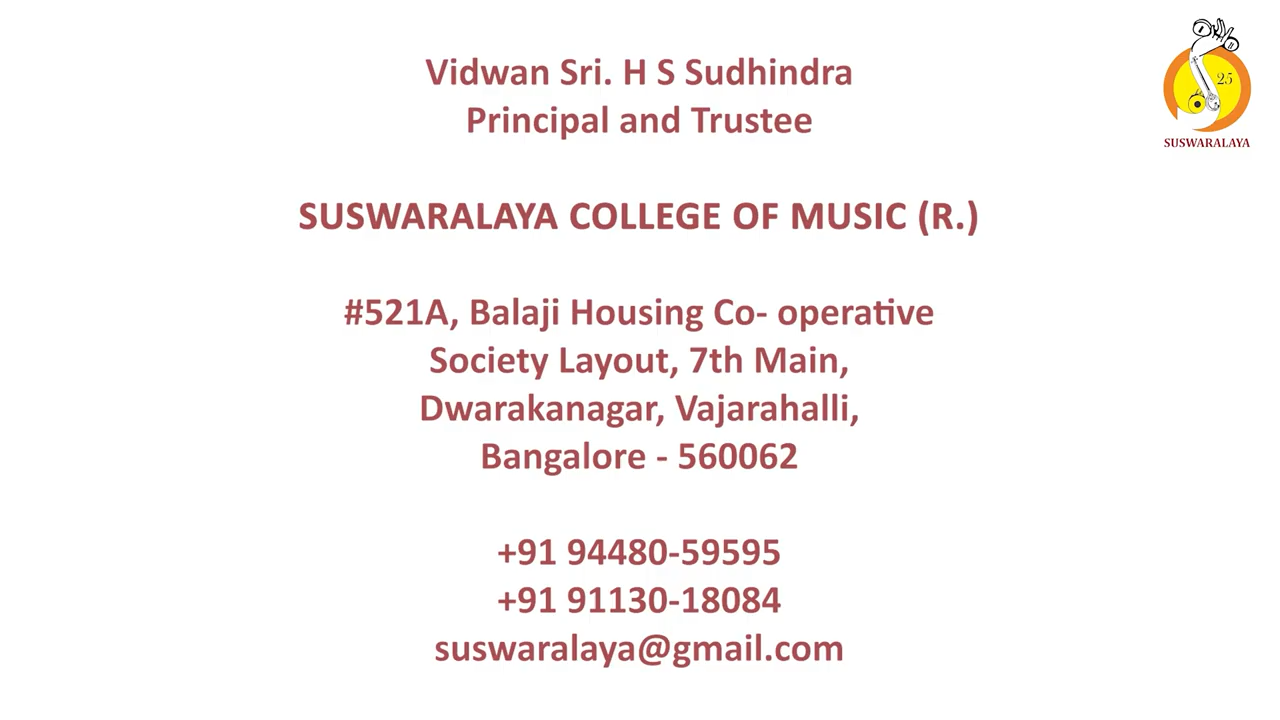 Vidwan Sri. H S Sudhindra
Principal and Trustee
SUSWARALAYA COLLEGE OF MUSIC (R.)
#521A, Balaji Housing Co- operative
Society Layout, 7th Main,
Dwarakanagar, Vajarahalli,
Bangalore - 560062
+91 94480-59595
+91 91130-18084
suswaralaya@gmail.com
25
SUSWARALAYA